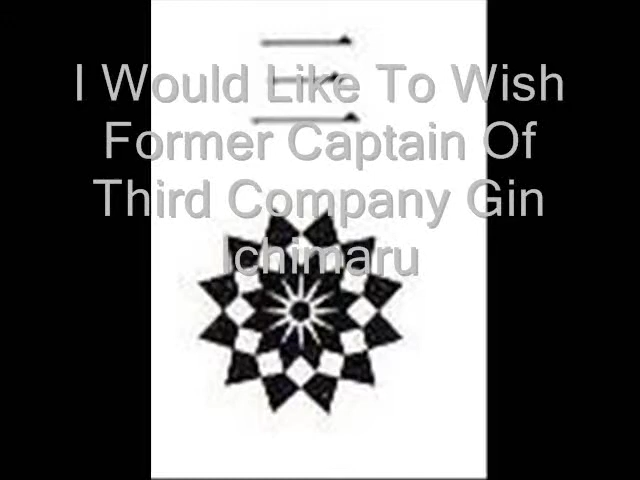 三
I Would Like To Wish
Former Captain Of
Third Company Gin
Ichimaru